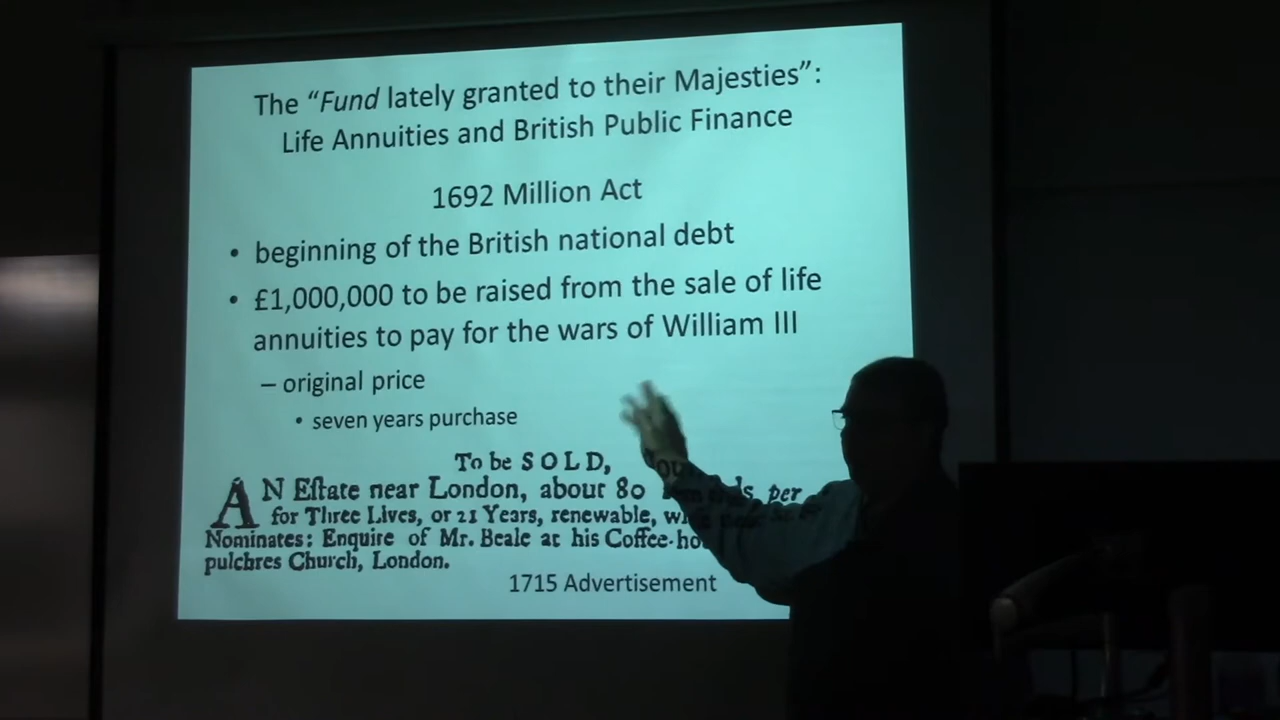 The “Fund lately granted to their Majesties”:
Life Annuities and British Public Finance
1692 Million Act
• beginning of the British national debt
• £1,000,000 to be raised from the sale of life
annuities to pay for the wars of William III
– original price
• seven years purchase
To be SOLD,
AN Eſtate near London, about 80 per
for Three Lives, or 21 Years, renewable,
Nominates: Enquire of Mr. Beale at his Coffee-
pulchres Church, London.
1715 Advertisement